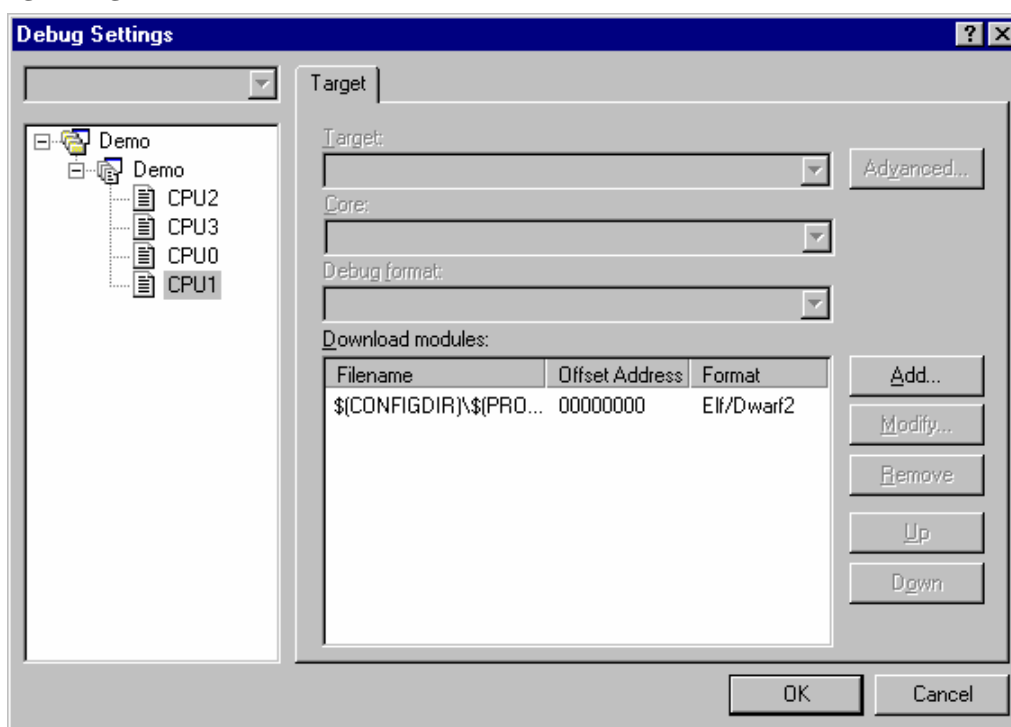 Debug Settings
Target
Demo
Demo
CPU2
CPU3
CPU0
CPU1
Target:
Advanced...
Core:
Debug format:
Download modules:
Filename Offset Address Format
$(CONFIGDIR)\$(PRO... 00000000 Elf/Dwarf2
Add...
Modify...
Remove
Up
Down
OK Cancel